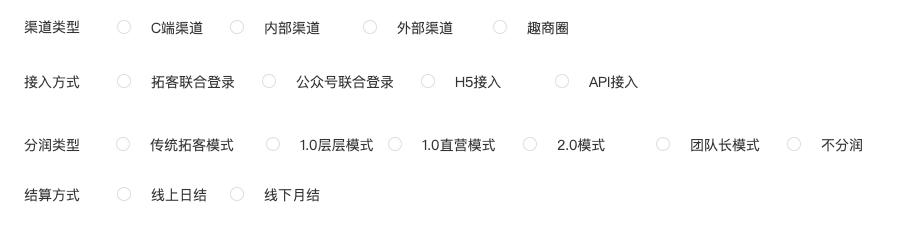 渠道类型 C端渠道 内部渠道 外部渠道 趣商圈
接入方式 拓客联合登录 公众号联合登录 H5接入 API接入
分润类型 传统拓客模式 1.0层层模式 1.0直营模式 2.0模式 团队长模式 不分润
结算方式 线上日结 线下月结